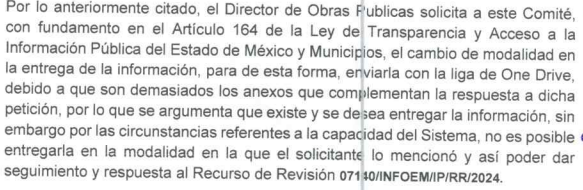 Por lo anteriormente citado, el Director de Obras Publicas solicita a este Comité,
con fundamento en el Artículo 164 de la Ley de Transparencia y Acceso a la
Información Pública del Estado de México y Municipios, el cambio de modalidad en
la entrega de la información, para de esta forma, enviarla con la liga de One Drive,
debido a que son demasiados los anexos que complementan la respuesta a dicha
petición, por lo que se argumenta que existe y se desea entregar la información, sin
embargo por las circunstancias referentes a la capacidad del Sistema, no es posible
entregarla en la modalidad en la que el solicitante lo mencionó y así poder dar
seguimiento y respuesta al Recurso de Revisión 07140/INFOEM/IP/RR/2024.